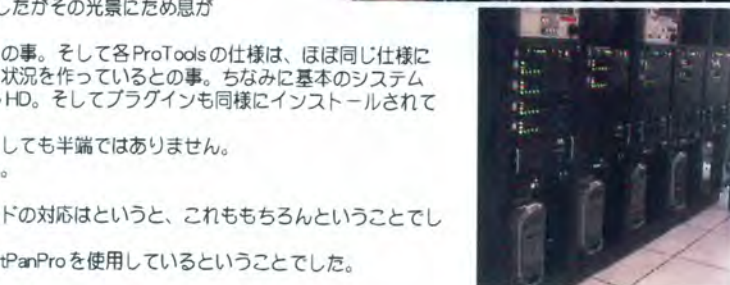 したがその光景にため息が
の事。そして各ProToolsの仕様は、ほぼ同じ仕様に
状況を作っているとの事。ちなみに基本のシステム
HD。そしてプラグインも同様にインストールされて
しても半端ではありません。
。
ドの対応はというと、これももちろんということでし
tPanProを使用しているということでした。